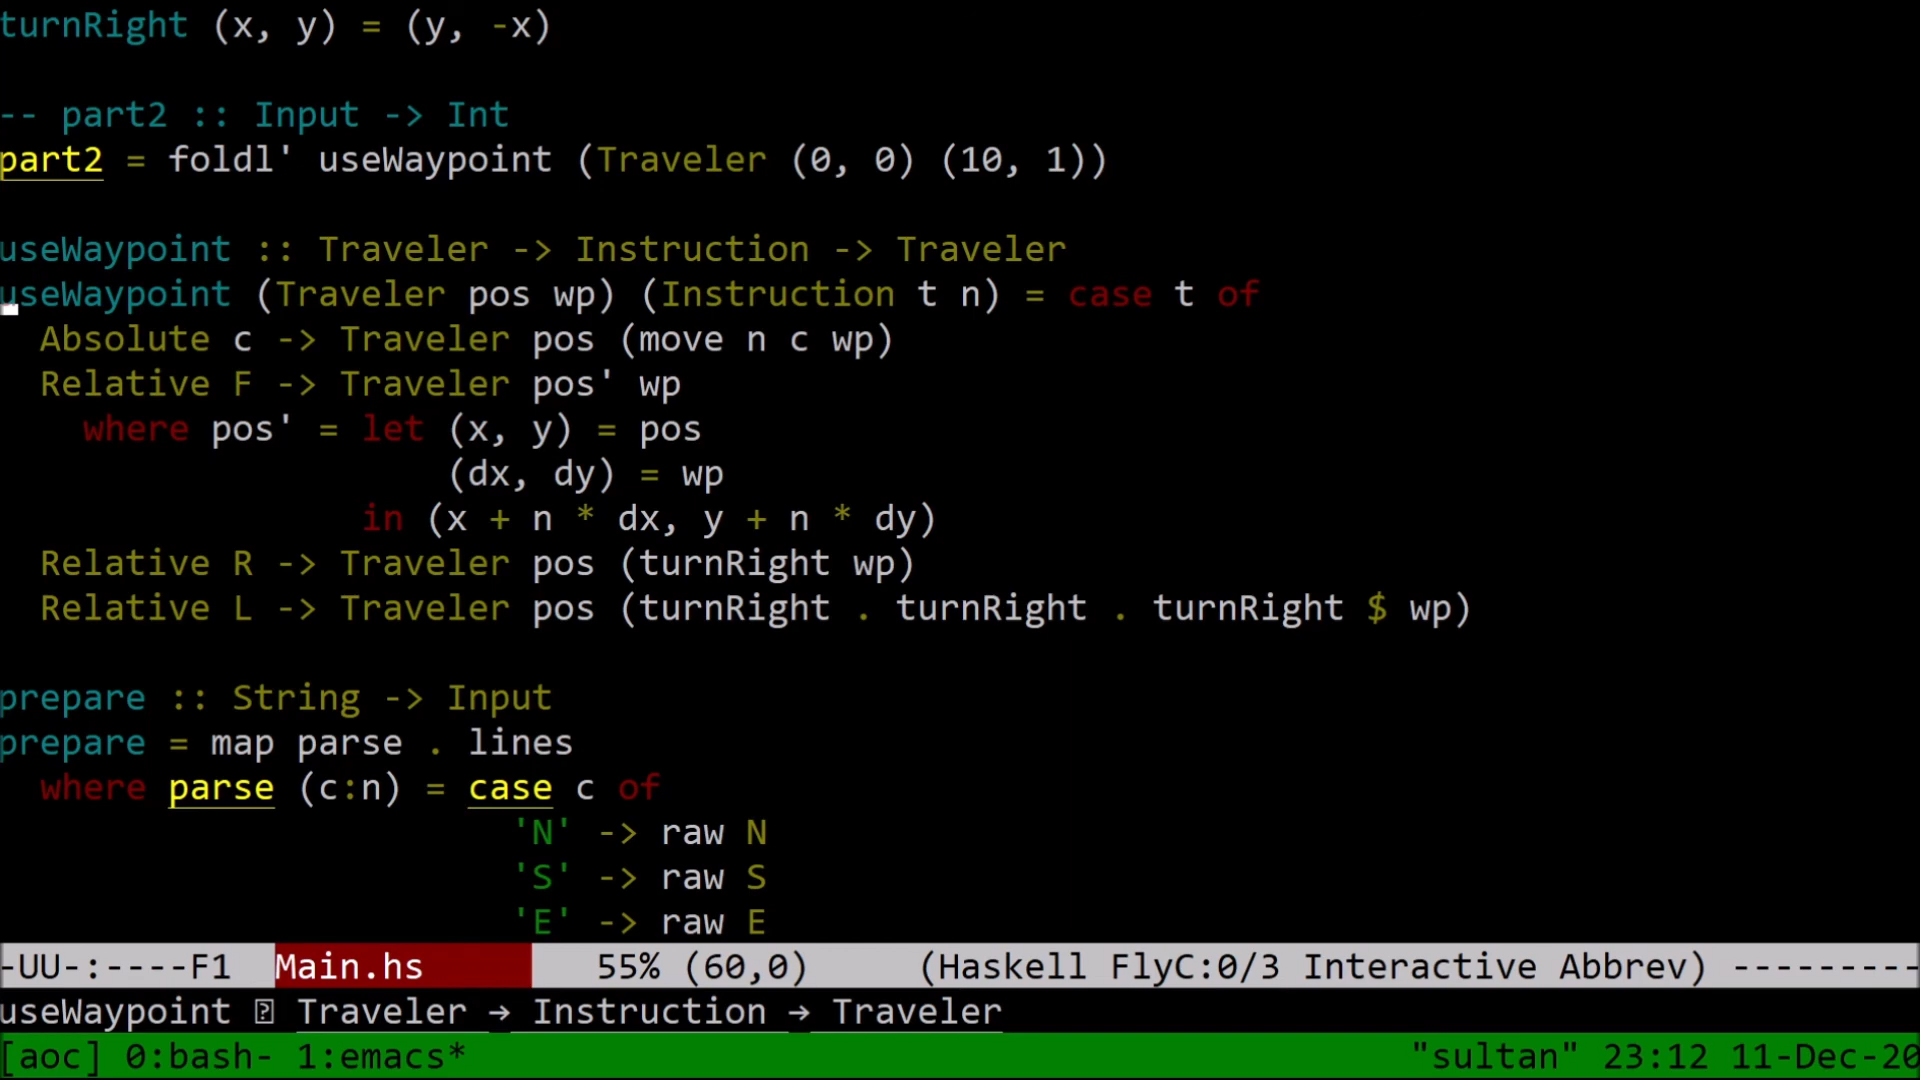 turnRight (x, y) = (y, -x)
-- part2 :: Input -> Int
part2 = foldl' useWaypoint (Traveler (0, 0) (10, 1))
useWaypoint :: Traveler -> Instruction -> Traveler
useWaypoint (Traveler pos wp) (Instruction t n) = case t of
  Absolute c -> Traveler pos (move n c wp)
  Relative F -> Traveler pos' wp
    where pos' = let (x, y) = pos
                     (dx, dy) = wp
                 in (x + n * dx, y + n * dy)
  Relative R -> Traveler pos (turnRight wp)
  Relative L -> Traveler pos (turnRight . turnRight . turnRight $ wp)
prepare :: String -> Input
prepare = map parse . lines
  where parse (c:n) = case c of
                        'N' -> raw N
                        'S' -> raw S
                        'E' -> raw E
-UU-:----F1  Main.hs        55% (60,0)     (Haskell FlyC:0/3 Interactive Abbrev) ---------
useWaypoint ⍰ Traveler → Instruction → Traveler
[aoc] 0:bash- 1:emacs* "sultan" 23:12 11-Dec-20